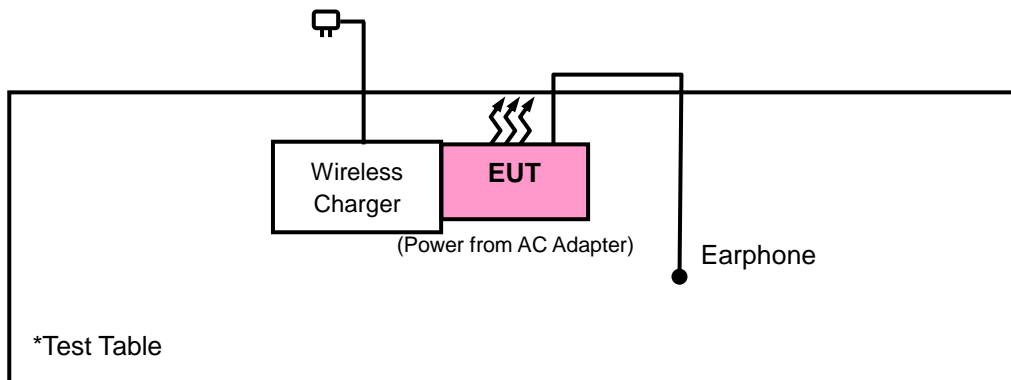 Wireless
Charger
EUT
(Power from AC Adapter)
Earphone
*Test Table